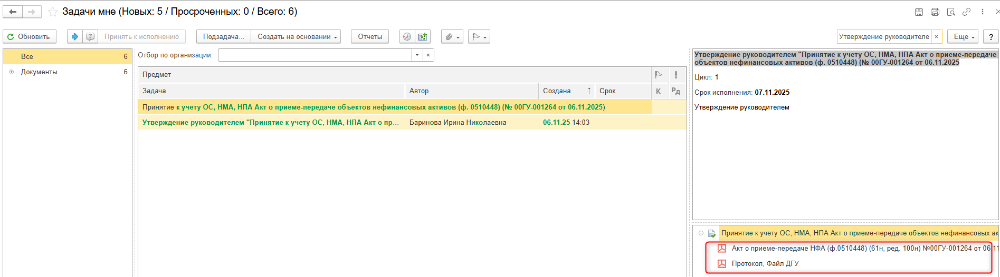 Задачи мне (Новых: 5 / Просроченных: 0 / Всего: 6)
Обновить
Принять к исполнению
Подзадача...
Создать на основании
Отчеты
Утверждение руководителе ×
Еще
?
Все 6
Документы 6
Отбор по организации:
Предмет
Задача Автор Создана ↑ Срок К Рд
Принятие к учету ОС, НМА, НПА Акт о приеме-передаче объектов нефинансовых активов (ф. 0510448) (№ 00ГУ-001264 от 06.11.2025)
Утверждение руководителем "Принятие к учету ОС, НМА, НПА Акт о пр... Баринова Ирина Николаевна 06.11.25 14:03
Утверждение руководителем "Принятие к учету ОС, НМА, НПА Акт о приеме-передаче
объектов нефинансовых активов (ф. 0510448) (№ 00ГУ-001264 от 06.11.2025
Цикл: 1
Срок исполнения: 07.11.2025
Утверждение руководителем
Принятие к учету ОС, НМА, НПА Акт о приеме-передаче объектов нефинансовых ак
Акт о приеме-передаче НФА (ф.0510448) (61н, ред. 100н) №00ГУ-001264 от 06.11
Протокол, Файл ДГУ